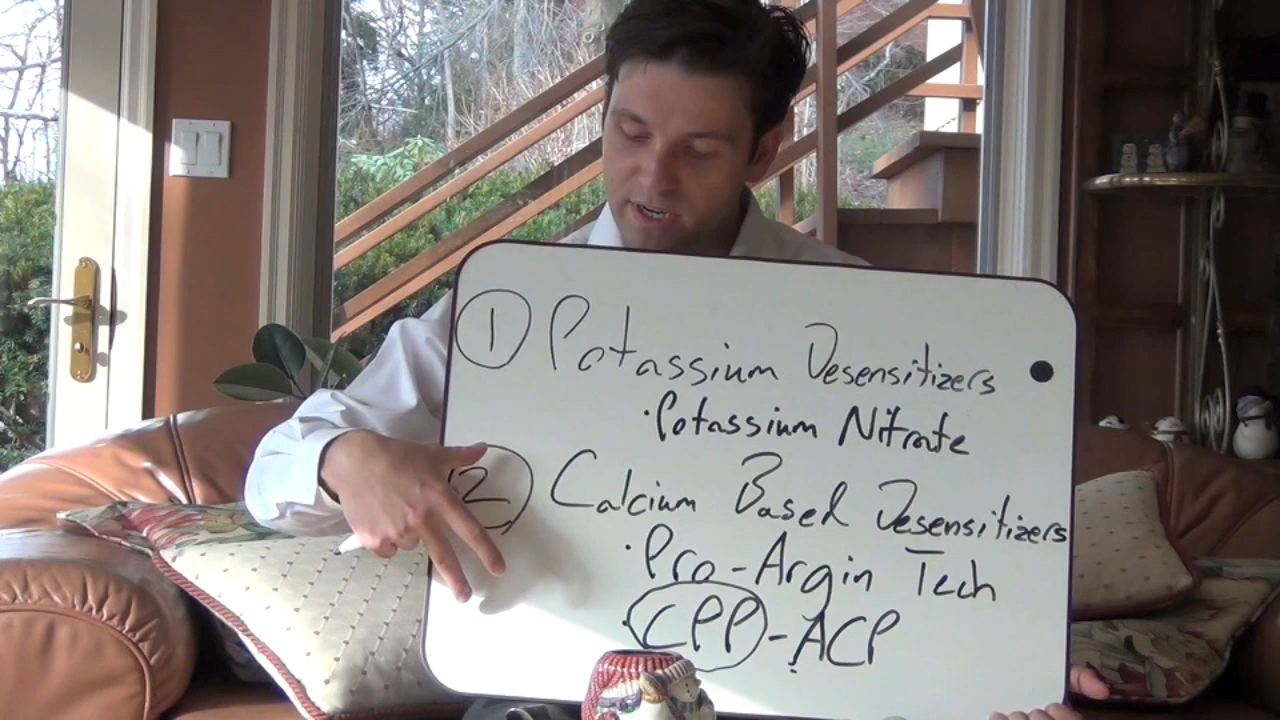 ① Potassium Desensitizers
·Potassium Nitrate
② Calcium Based Desensitizers
·Pro-Argin Tech
·CPP-ACP